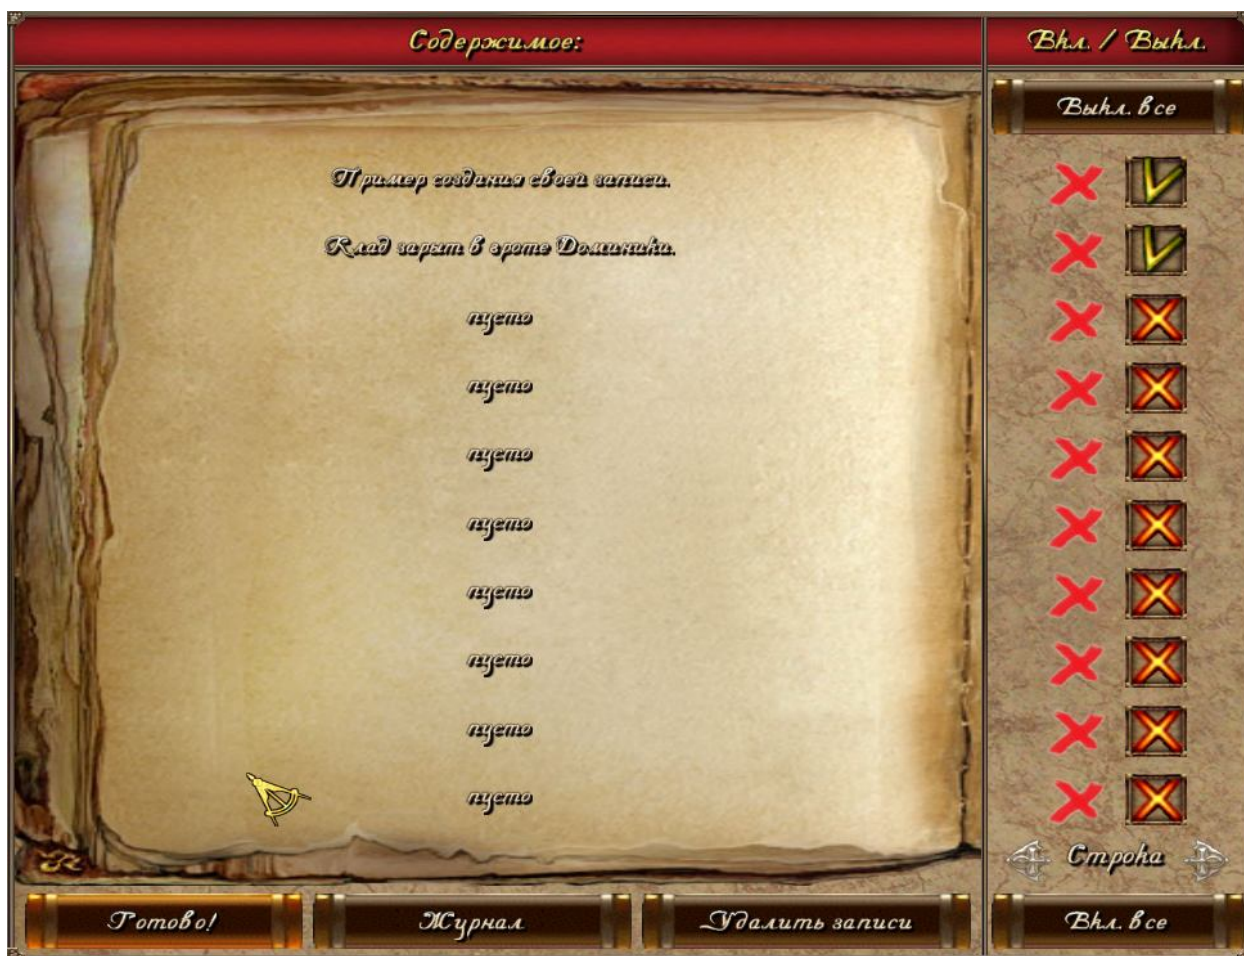 Содержимое:
Вкл. / Выкл.
Выкл. все
Пример создания своей записи.
Клад зарыт в гроте Доминики.
пусто
пусто
пусто
пусто
пусто
пусто
пусто
пусто
Строка
Готово!
Журнал
Удалить записи
Вкл. все